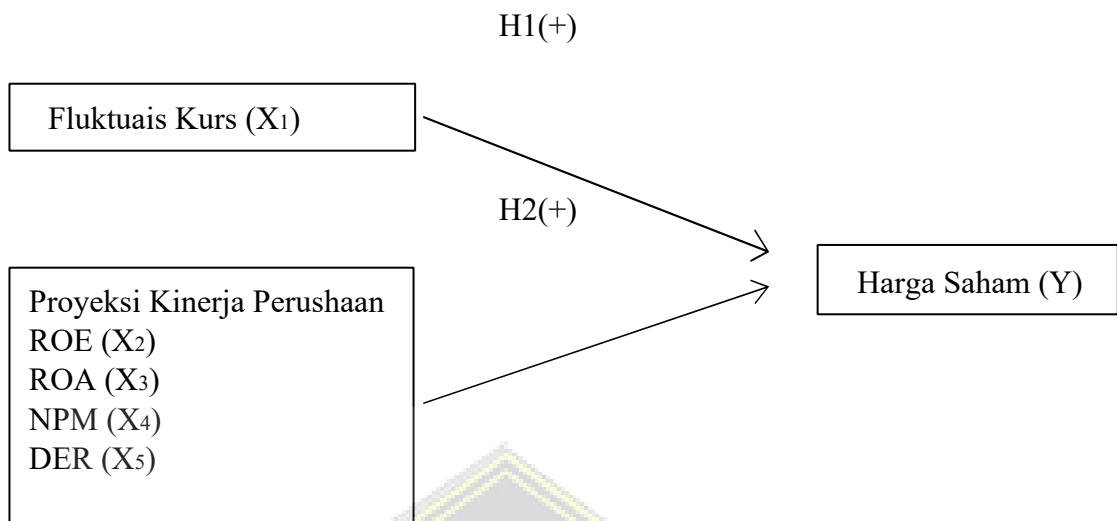 H1(+)
Fluktuais Kurs (X1)
H2(+)
Harga Saham (Y)
Proyeksi Kinerja Perushaan
ROE (X2)
ROA (X3)
NPM (X4)
DER (X5)